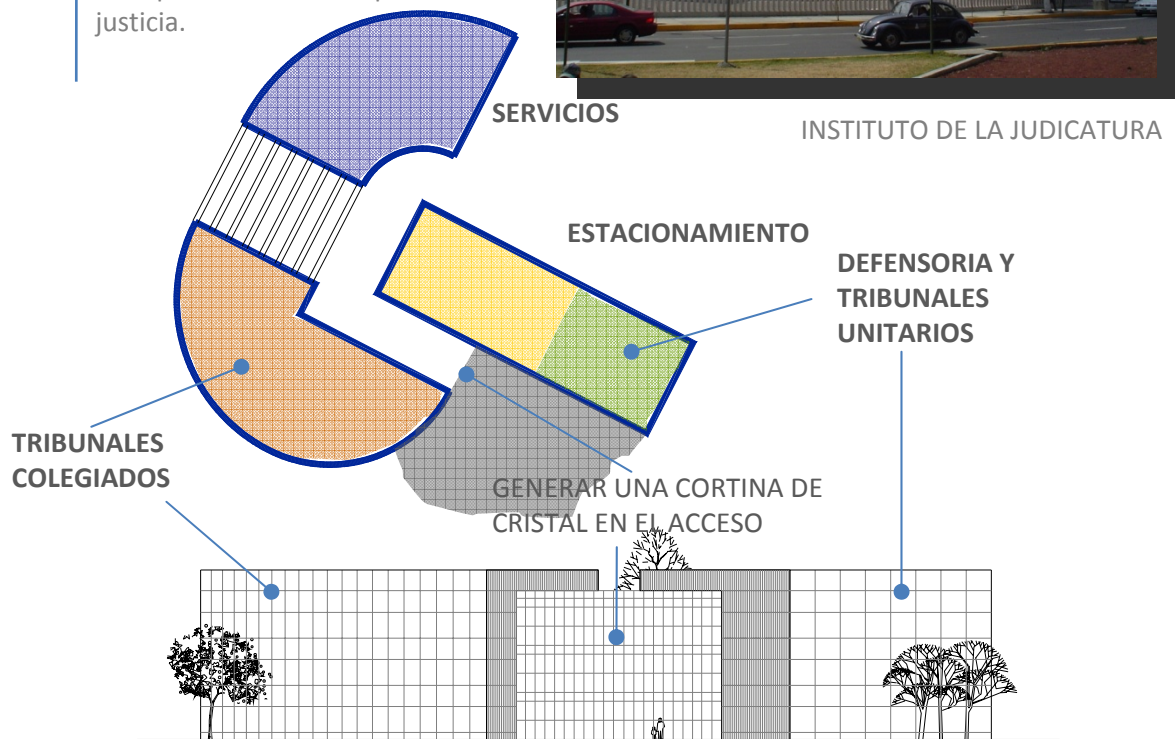 justicia.
SERVICIOS
INSTITUTO DE LA JUDICATURA
ESTACIONAMIENTO
DEFENSORIA Y
TRIBUNALES
UNITARIOS
TRIBUNALES
COLEGIADOS
GENERAR UNA CORTINA DE
CRISTAL EN EL ACCESO